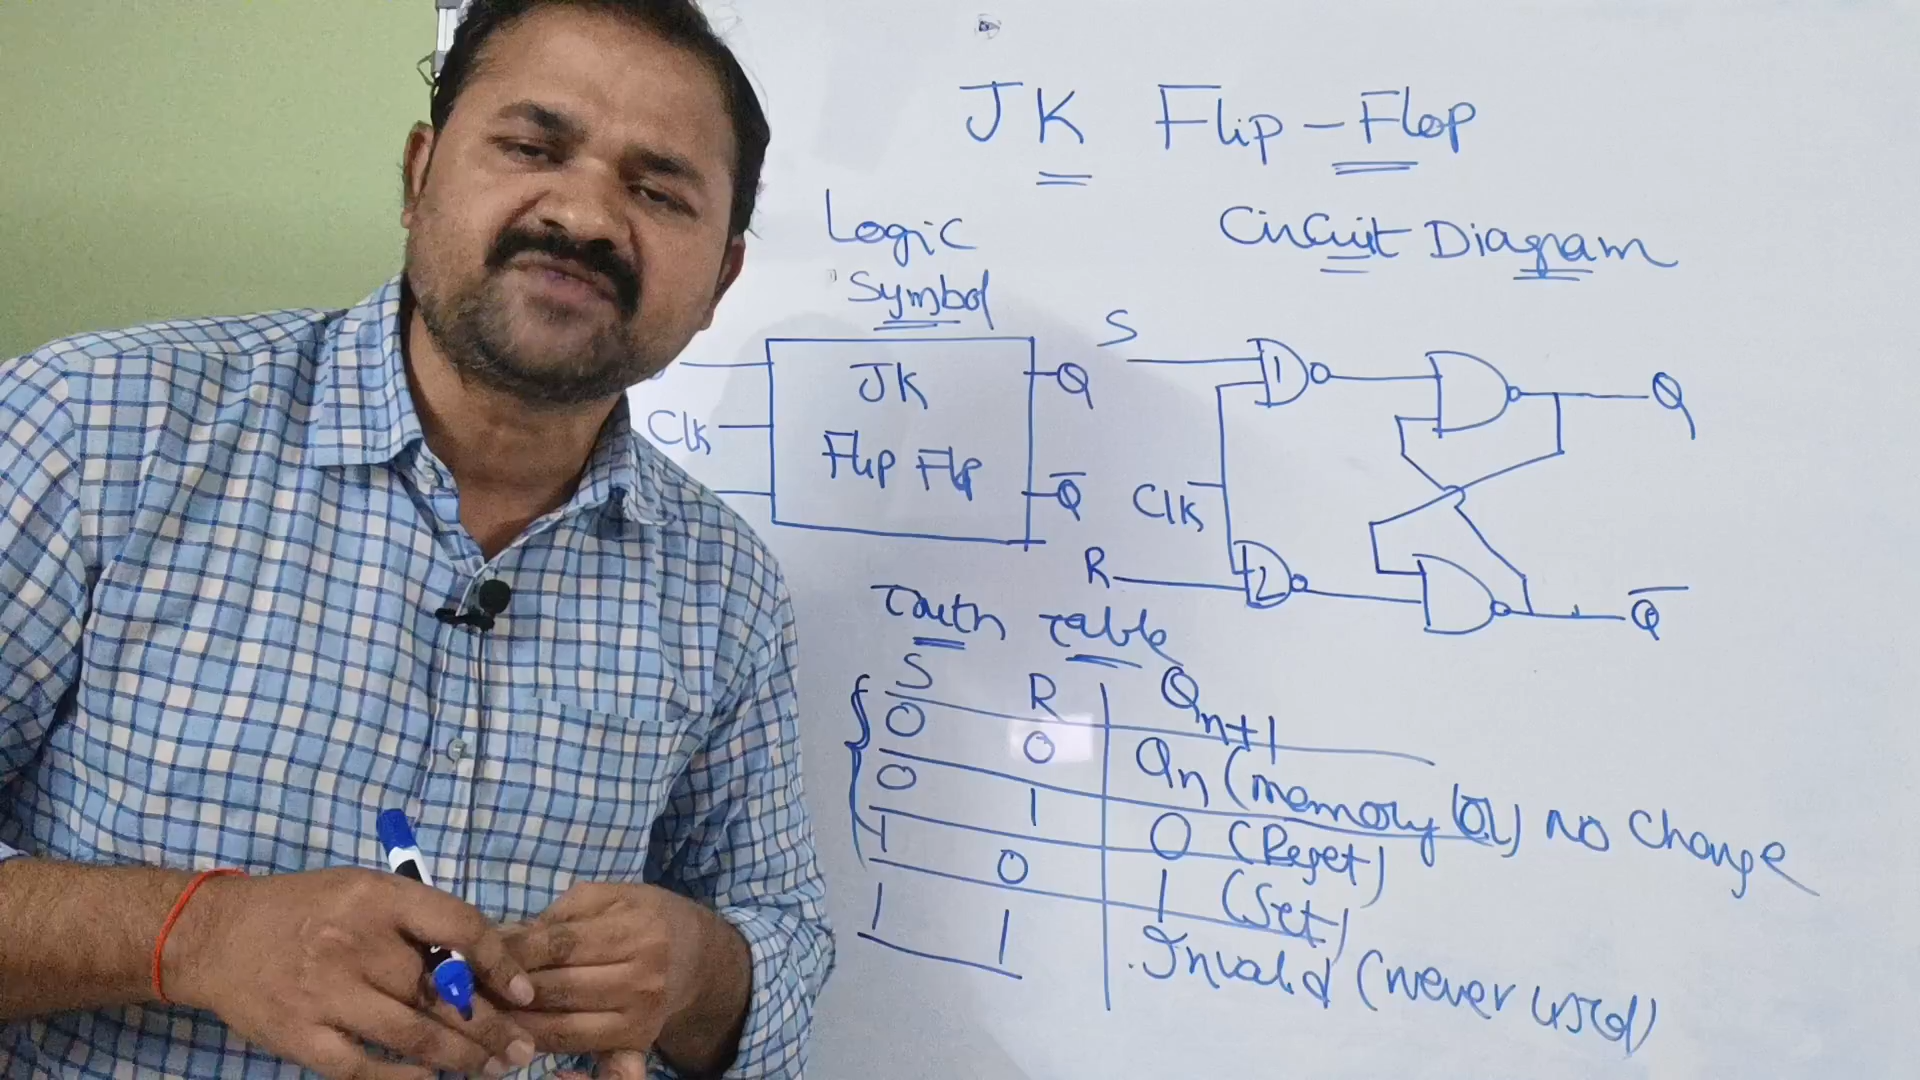 JK Flip-Flop
Logic
Symbol
JK
Flip Flp
Clk
Q
Q̅
Circuit Diagram
S
1
Q
Clk
R
2
Q̅
Truth Table
S R Qn+1
0 0 Qn (memory (or) no change
0 1 0 (Reset)
1 0 1 (Set)
1 1 Invalid (never used)